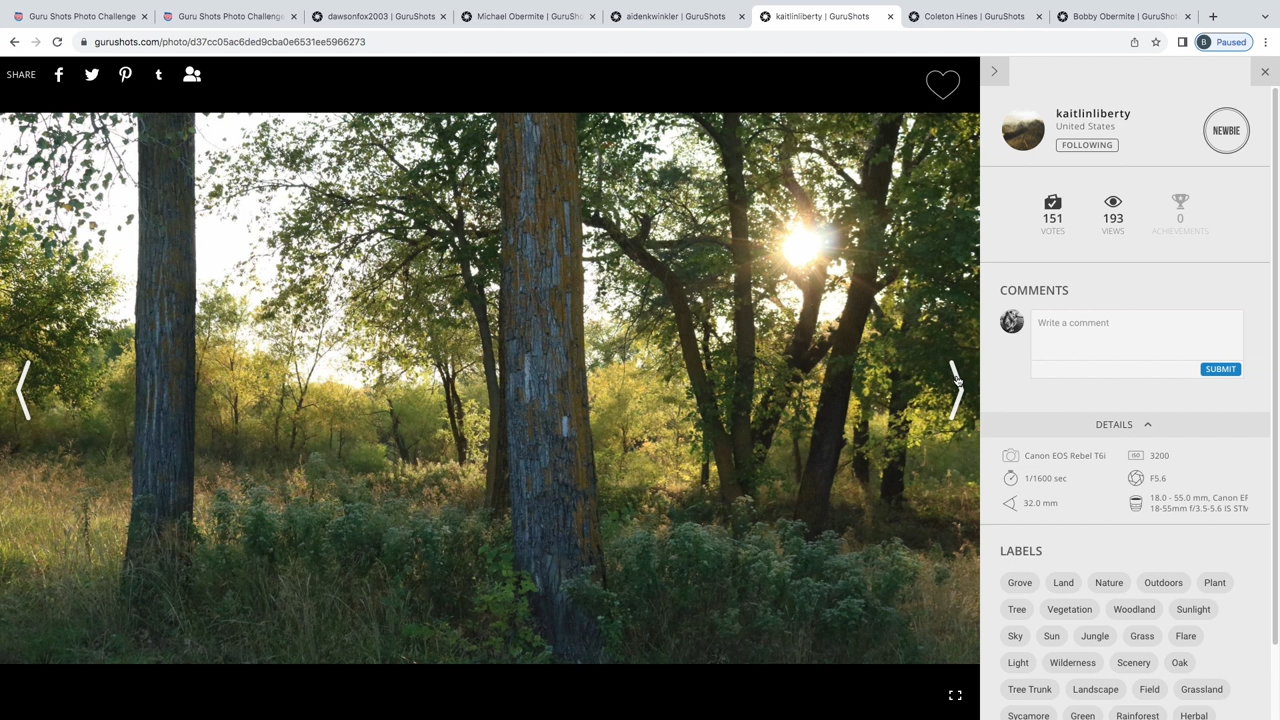 Guru Shots Photo Challenge
Guru Shots Photo Challenge
dawsonfox2003 | GuruShots
Michael Obermite | GuruSho
aidenkwinkler | GuruShots
kaitlinliberty | GuruShots
Coleton Hines | GuruShots
Bobby Obermite | GuruShot
gurushots.com/photo/d37cc05ac6ded9cba0e6531ee5966273
B Paused
SHARE
kaitlinliberty
United States
FOLLOWING
NEWBIE
151 193 0
VOTES VIEWS ACHIEVEMENTS
COMMENTS
Write a comment
SUBMIT
DETAILS
Canon EOS Rebel T6i ISO 3200
1/1600 sec F5.6
32.0 mm 18.0 - 55.0 mm, Canon EF
18-55mm f/3.5-5.6 IS STM
LABELS
Grove Land Nature Outdoors Plant
Tree Vegetation Woodland Sunlight
Sky Sun Jungle Grass Flare
Light Wilderness Scenery Oak
Tree Trunk Landscape Field Grassland
Sycamore Green Rainforest Herbal